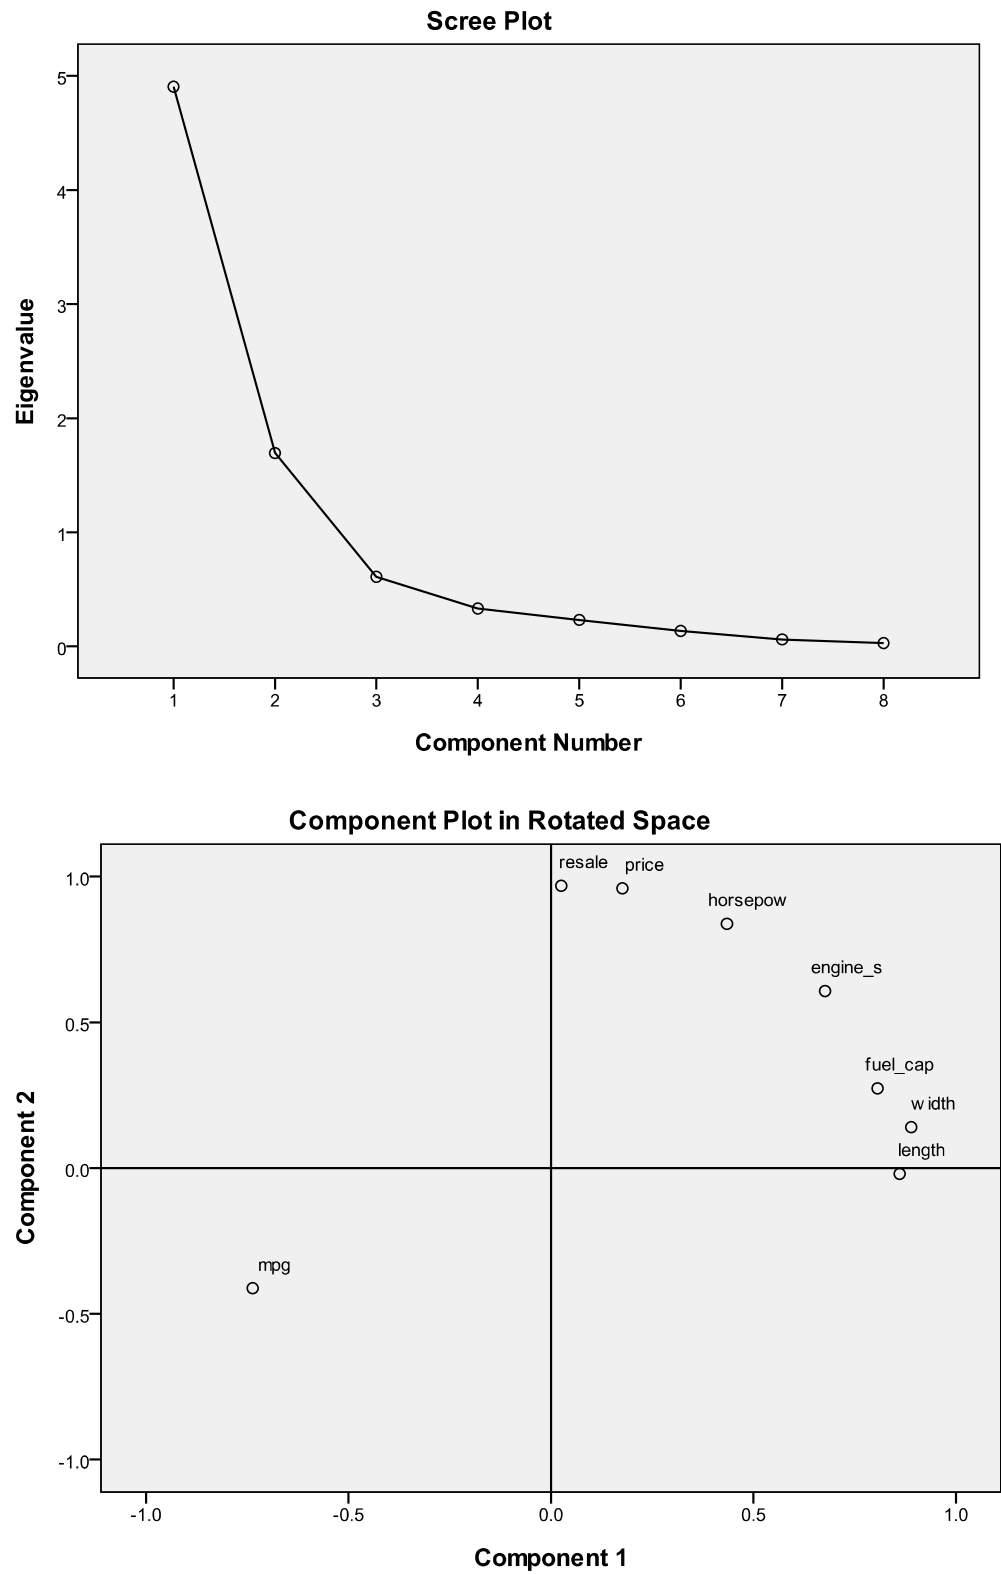 Scree Plot
5
4
3
2
1
0
Eigenvalue
1 2 3 4 5 6 7 8
Component Number
Component Plot in Rotated Space
1.0
0.5
0.0
-0.5
-1.0
Component 2
resale
price
horsepow
engine_s
fuel_cap
width
length
mpg
-1.0 -0.5 0.0 0.5 1.0
Component 1